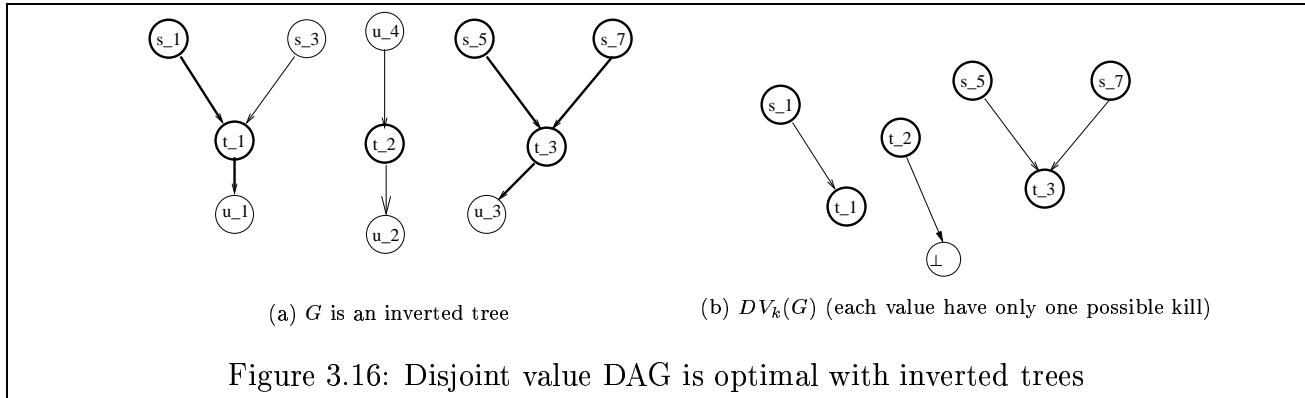 s_1
s_3
u_4
s_5
s_7
t_1
t_2
t_3
u_1
u_2
u_3
s_1
t_1
t_2
⊥
s_5
s_7
t_3
(a) G is an inverted tree
(b) DV_k(G) (each value have only one possible kill)
Figure 3.16: Disjoint value DAG is optimal with inverted trees